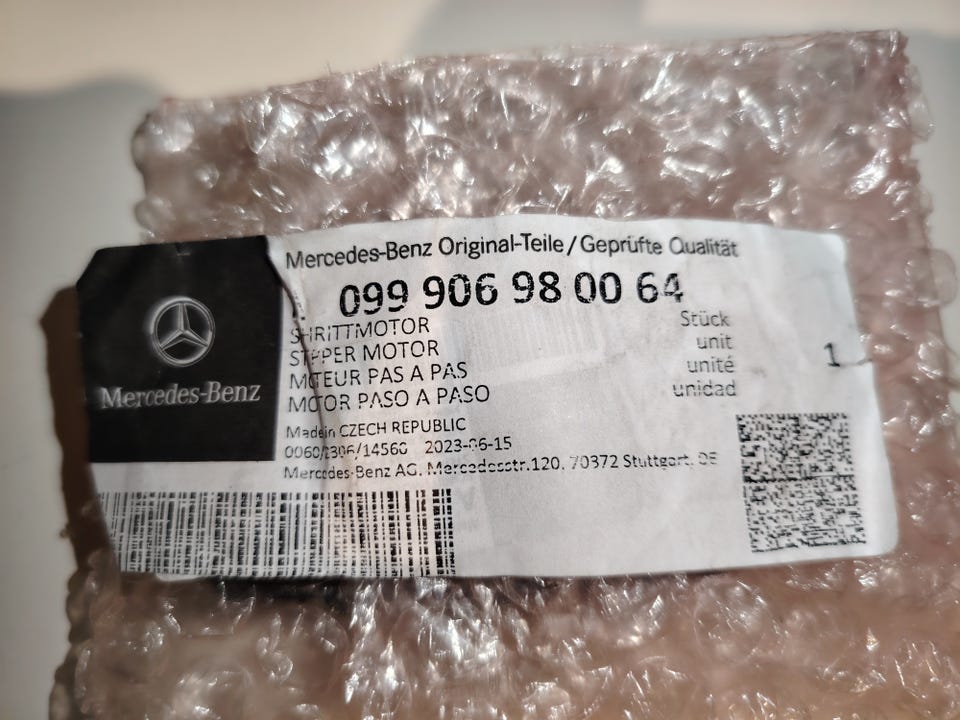 Mercedes-Benz Original-Teile / Geprüfte Qualität
099 906 98 00 64
SHRITTMOTOR
STEPPER MOTOR
MOTEUR PAS A PAS
MOTOR PASO A PASO
Stück
unit
unité
unidad
1
Made in CZECH REPUBLIC
2023-06-15
Mercedes-Benz AG, Mercedesstr.120, 70372 Stuttgart, DE
Mercedes-Benz